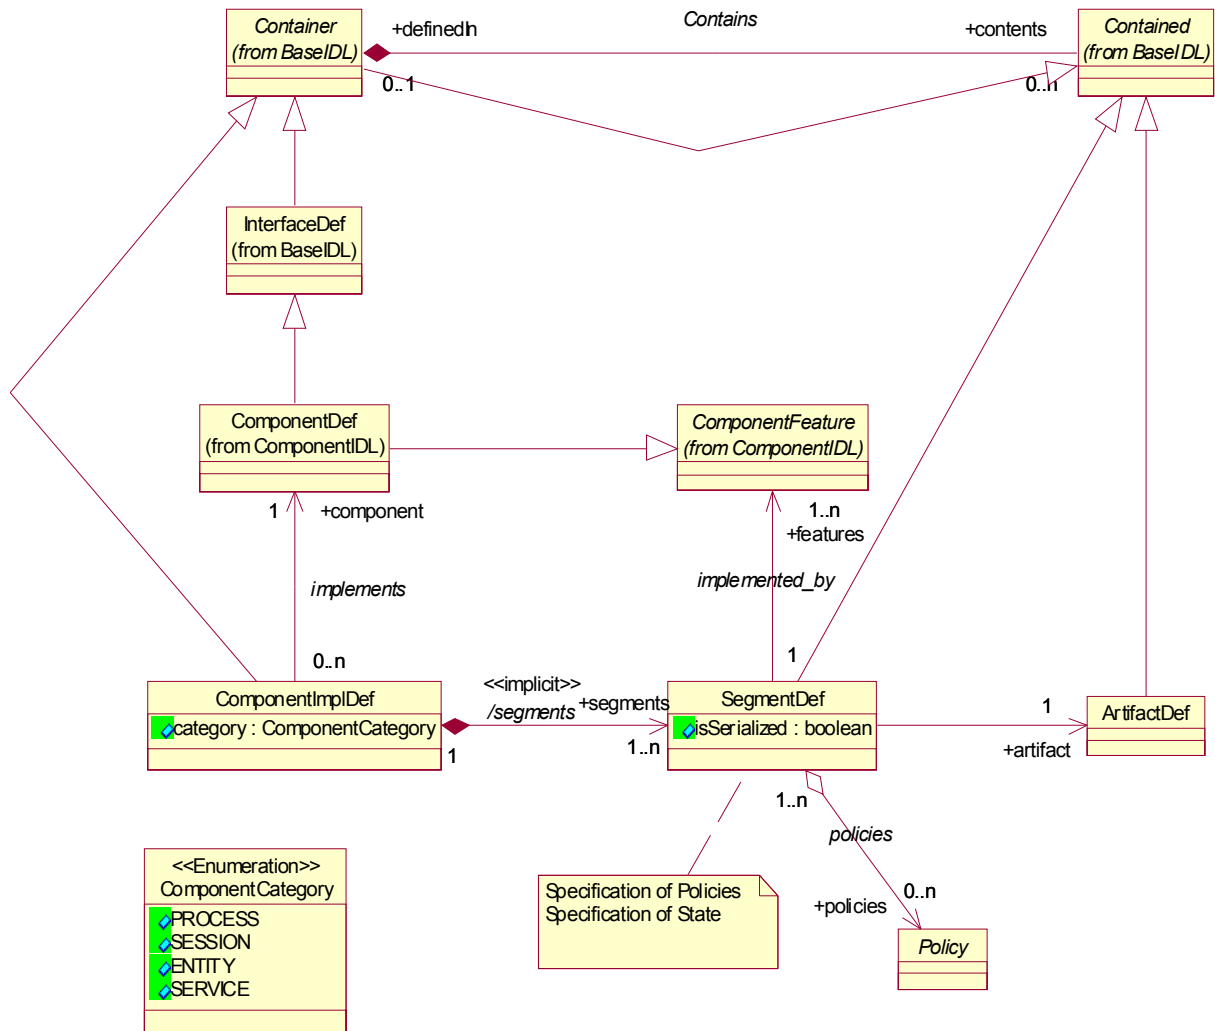 Container
(from BaseIDL)
+definedIn
Contains
+contents
Contained
(from BaseIDL)
0..1
0..n
InterfaceDef
(from BaseIDL)
ComponentDef
(from ComponentIDL)
ComponentFeature
(from ComponentIDL)
1
+component
1..n
+features
implements
implemented_by
0..n
1
ComponentImplDef
category : ComponentCategory
<<implicit>>
/segments
+segments
1
1..n
SegmentDef
isSerialized : boolean
1
+artifact
ArtifactDef
1..n
policies
0..n
+policies
Policy
<<Enumeration>>
ComponentCategory
PROCESS
SESSION
ENTITY
SERVICE
Specification of Policies
Specification of State